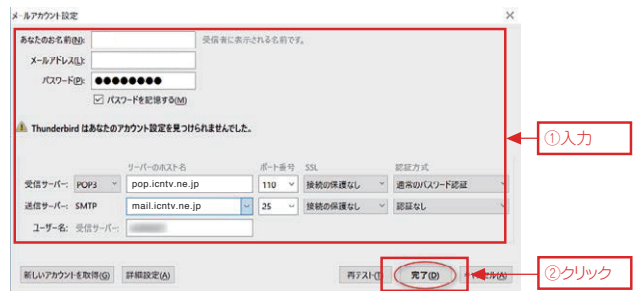 メールアカウント設定
あなたのお名前(N): 受信者に表示される名前です。
メールアドレス(L):
パスワード(P): ●●●●●●●●
パスワードを記憶する(M)
Thunderbird はあなたのアカウント設定を見つけられませんでした。
①入力
サーバーのホスト名 ポート番号 SSL 認証方式
受信サーバー: POP3 pop.icntv.ne.jp 110 接続の保護なし 通常のパスワード認証
送信サーバー: SMTP mail.icntv.ne.jp 25 接続の保護なし 認証なし
ユーザー名: 受信サーバー:
新しいアカウントを取得(G) 詳細設定(A) 再テスト(T) 完了(D)
②クリック